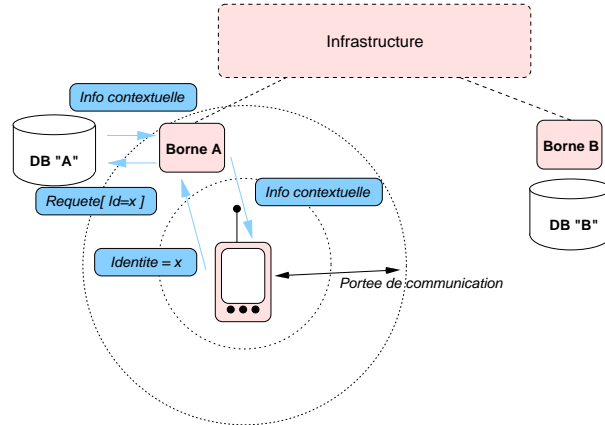 Infrastructure
Info contextuelle
Borne A
Borne B
DB "A"
Requete[ Id=x ]
Info contextuelle
DB "B"
Identite = x
Portee de communication